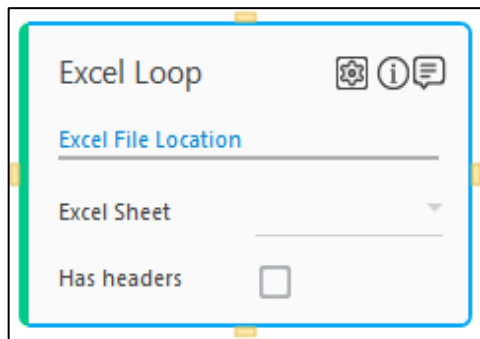 Excel Loop
Excel File Location
Excel Sheet
Has headers